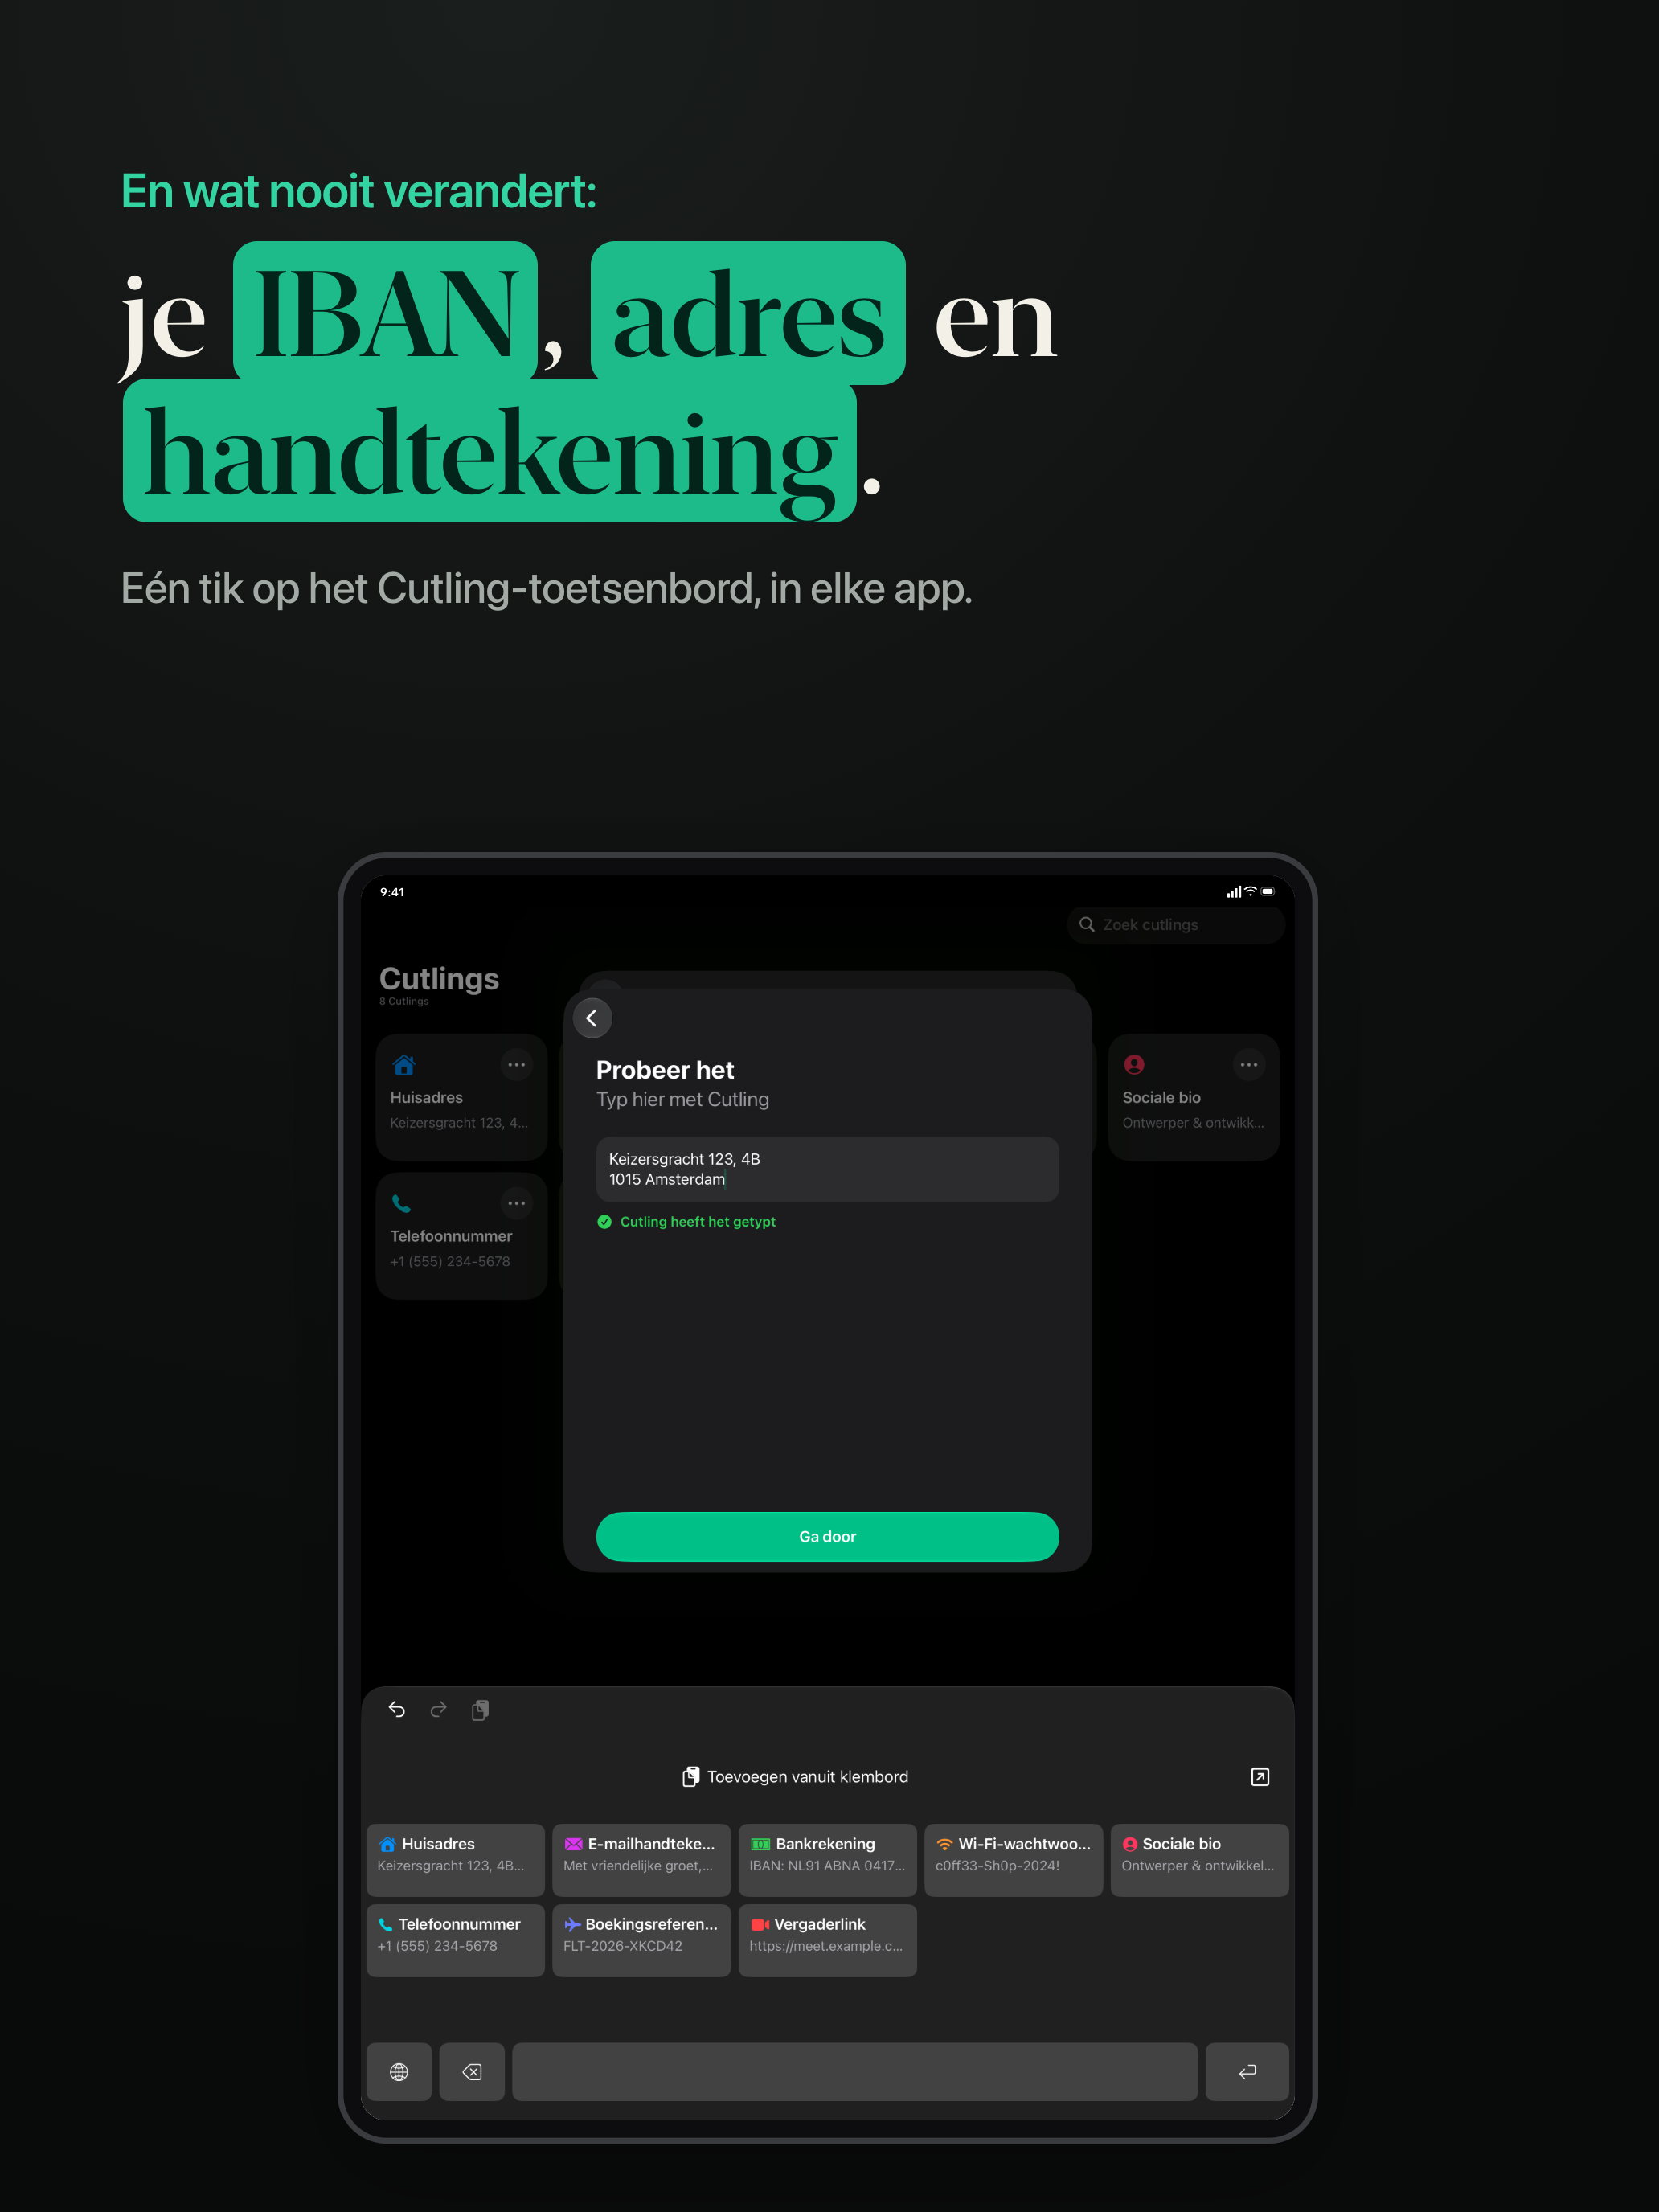 En wat nooit verandert:
je IBAN, adres en
handtekening.
Eén tik op het Cutling-toetsenbord, in elke app.
9:41
Zoek cutlings
Cutlings
8 Cutlings
Huisadres
Keizersgracht 123, 4...
Sociale bio
Ontwerper & ontwikk...
Telefoonnummer
+1 (555) 234-5678
Probeer het
Typ hier met Cutling
Keizersgracht 123, 4B
1015 Amsterdam
Cutling heeft het getypt
Ga door
Toevoegen vanuit klembord
Huisadres
Keizersgracht 123, 4B...
E-mailhandteke...
Met vriendelijke groet,...
Bankrekening
IBAN: NL91 ABNA 0417...
Wi-Fi-wachtwoo...
c0ff33-Sh0p-2024!
Sociale bio
Ontwerper & ontwikkel...
Telefoonnummer
+1 (555) 234-5678
Boekingsreferen...
FLT-2026-XKCD42
Vergaderlink
https://meet.example.c...